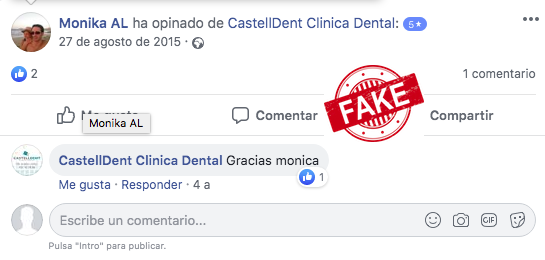 Monika AL ha opinado de CastellDent Clinica Dental: 5★
27 de agosto de 2015 ·
2
1 comentario
Me gusta
Comentar
Compartir
FAKE
Monika AL
CASTELLDENT
CastellDent Clinica Dental Gracias monica
1
Me gusta · Responder · 4 a
Escribe un comentario...
GIF
Pulsa "Intro" para publicar.